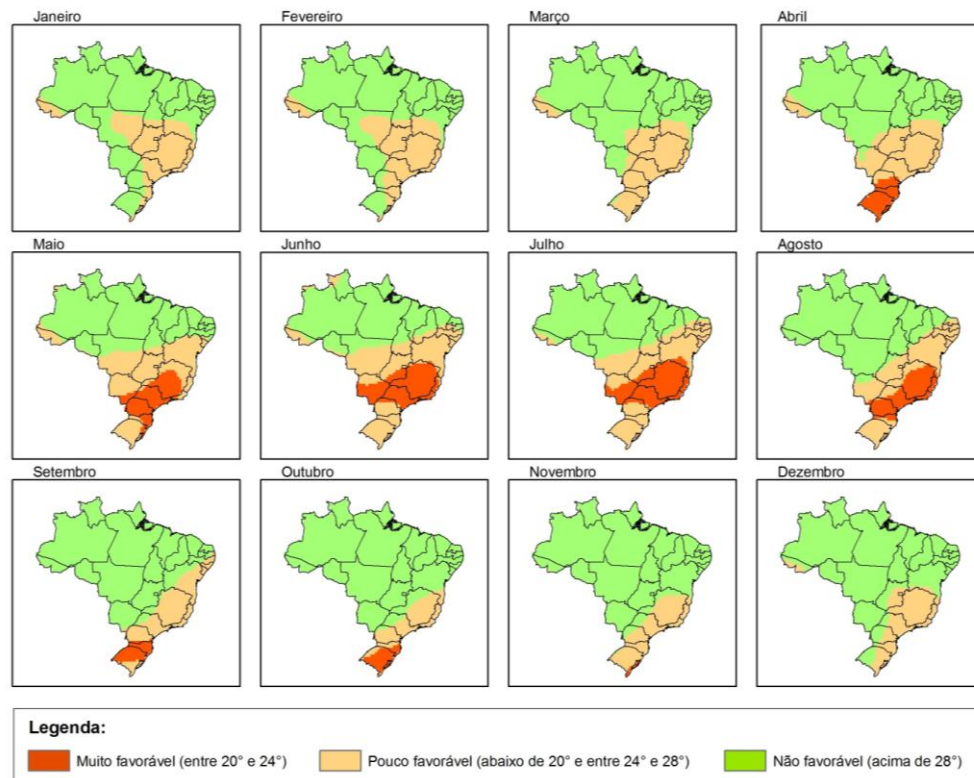 Janeiro Fevereiro Março Abril
Maio Junho Julho Agosto
Setembro Outubro Novembro Dezembro
Legenda:
Muito favorável (entre 20° e 24°) Pouco favorável (abaixo de 20° e entre 24° e 28°) Não favorável (acima de 28°)